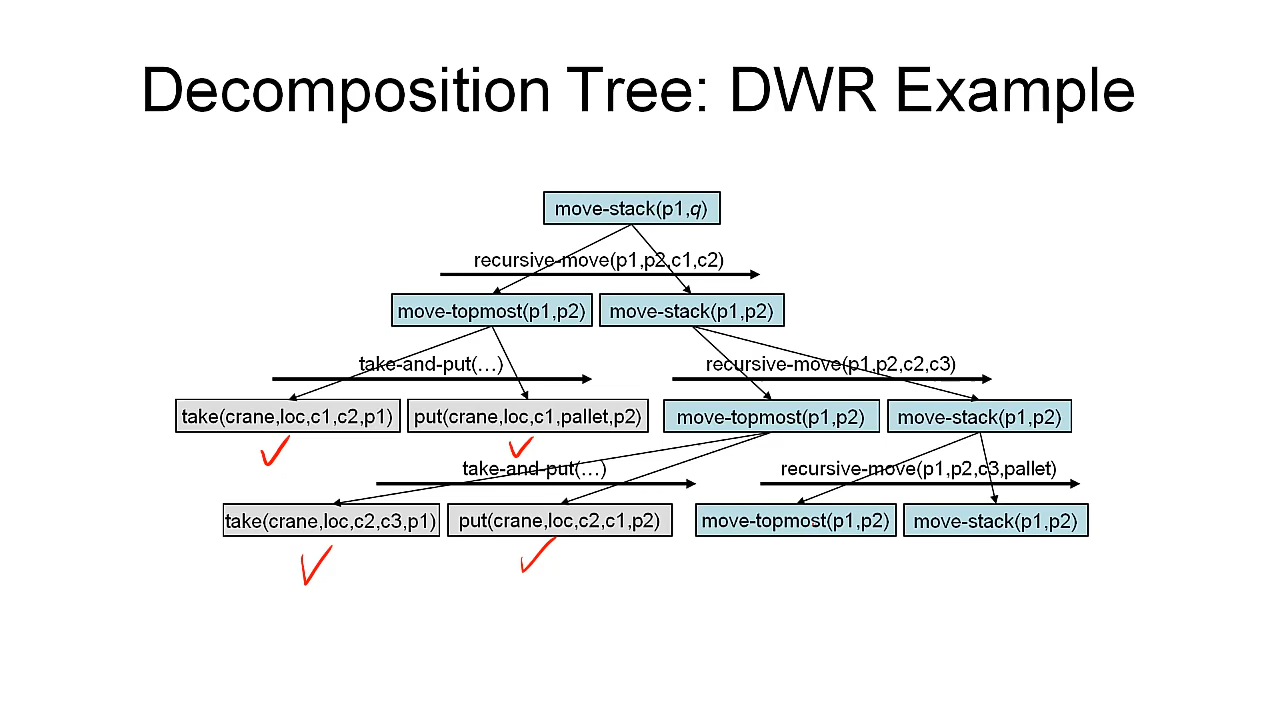 Decomposition Tree: DWR Example
move-stack(p1,q)
recursive-move(p1,p2,c1,c2)
move-topmost(p1,p2)
move-stack(p1,p2)
take-and-put(…)
recursive-move(p1,p2,c2,c3)
take(crane,loc,c1,c2,p1)
put(crane,loc,c1,pallet,p2)
move-topmost(p1,p2)
move-stack(p1,p2)
take-and-put(…)
recursive-move(p1,p2,c3,pallet)
take(crane,loc,c2,c3,p1)
put(crane,loc,c2,c1,p2)
move-topmost(p1,p2)
move-stack(p1,p2)